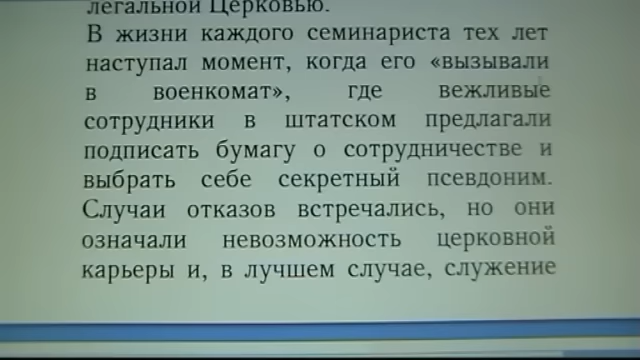 легальной Церковью.
В жизни каждого семинариста тех лет
наступал момент, когда его «вызывали
в военкомат», где вежливые
сотрудники в штатском предлагали
подписать бумагу о сотрудничестве и
выбрать себе секретный псевдоним.
Случаи отказов встречались, но они
означали невозможность церковной
карьеры и, в лучшем случае, служение